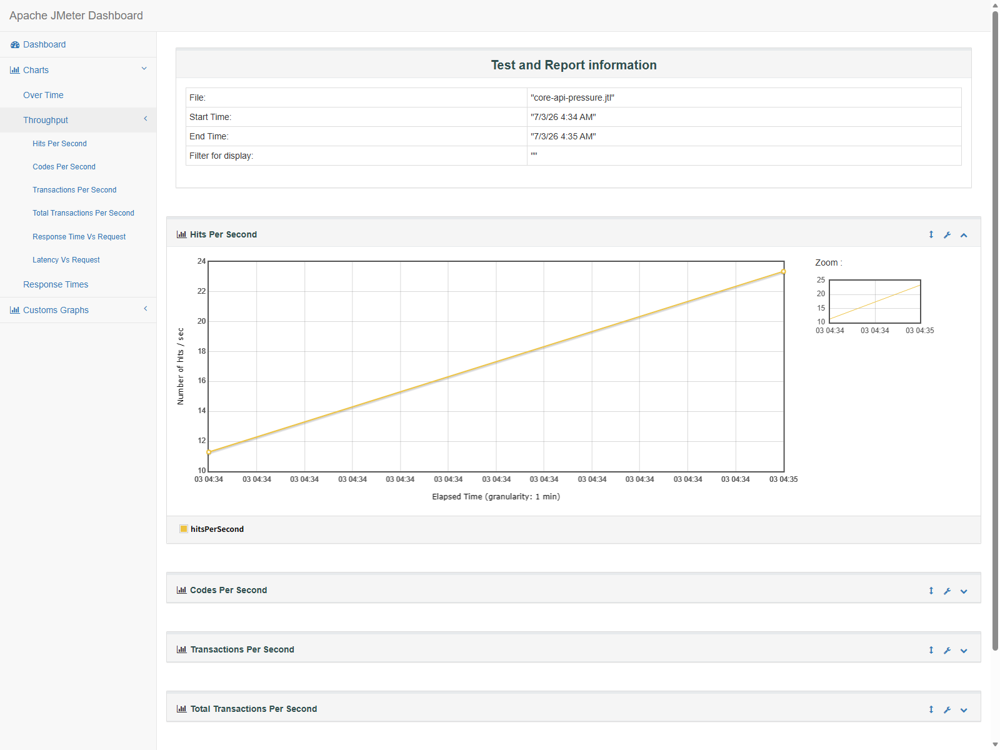 Apache JMeter Dashboard
Dashboard
Charts
Over Time
Throughput
Hits Per Second
Codes Per Second
Transactions Per Second
Total Transactions Per Second
Response Time Vs Request
Latency Vs Request
Response Times
Customs Graphs
Test and Report information
File: "core-api-pressure.jtl"
Start Time: "7/3/26 4:34 AM"
End Time: "7/3/26 4:35 AM"
Filter for display: ""
Hits Per Second
24
22
20
18
16
14
12
10
Number of hits / sec
03 04:34 03 04:34 03 04:34 03 04:34 03 04:34 03 04:34 03 04:34 03 04:34 03 04:34 03 04:34 03 04:34 03 04:34 03 04:35
Elapsed Time (granularity: 1 min)
Zoom :
25
20
15
10
03 04:34 03 04:34 03 04:35
hitsPerSecond
Codes Per Second
Transactions Per Second
Total Transactions Per Second